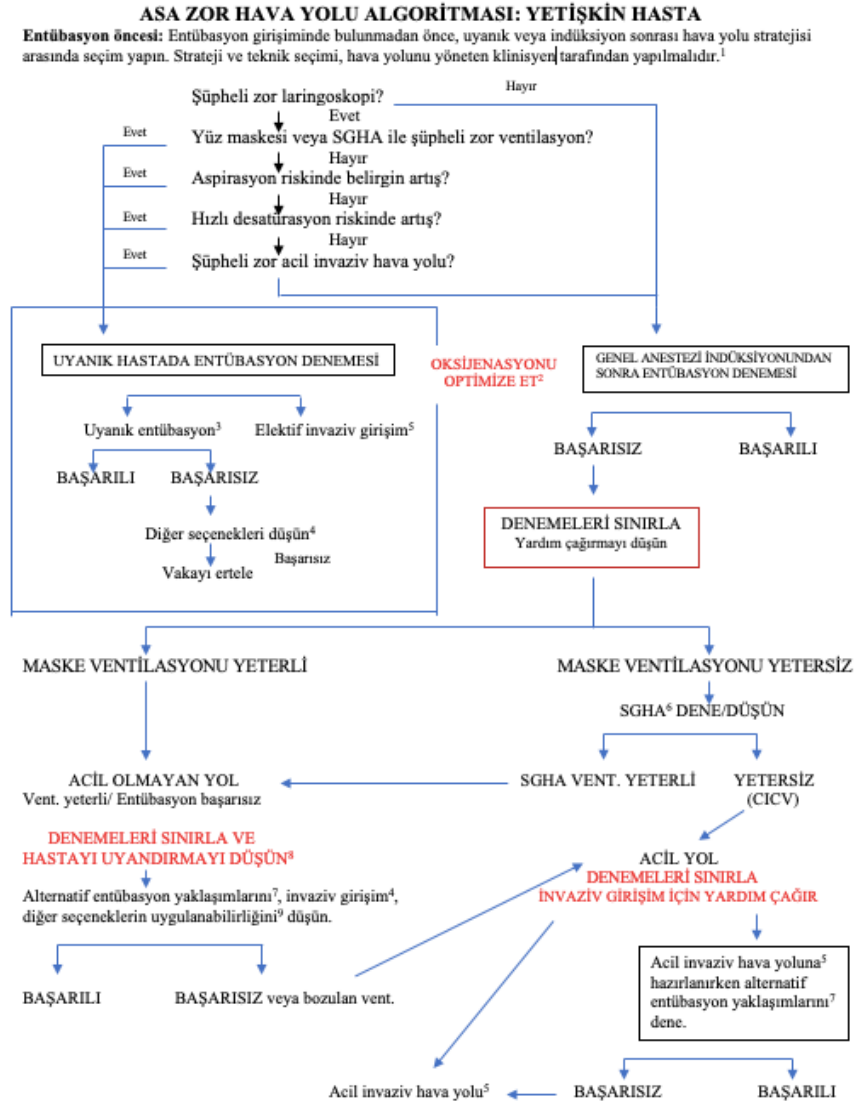 ASA ZOR HAVA YOLU ALGORİTMASI: YETİŞKİN HASTA
Entübasyon öncesi: Entübasyon girişiminde bulunmadan önce, uyanık veya indüksiyon sonrası hava yolu stratejisi
arasında seçim yapın. Strateji ve teknik seçimi, hava yolunu yöneten klinisyen tarafından yapılmalıdır.¹
Şüpheli zor laringoskopi?
Hayır
Evet
Evet
Yüz maskesi veya SGHA ile şüpheli zor ventilasyon?
Hayır
Evet
Aspirasyon riskinde belirgin artış?
Hayır
Evet
Hızlı desatürasyon riskinde artış?
Hayır
Evet
Şüpheli zor acil invaziv hava yolu?
UYANIK HASTADA ENTÜBASYON DENEMESİ
OKSİJENASYONU
OPTİMİZE ET²
GENEL ANESTEZİ İNDÜKSİYONUNDAN
SONRA ENTÜBASYON DENEMESİ
Uyanık entübasyon³
Elektif invaziv girişim⁵
BAŞARISIZ
BAŞARILI
BAŞARILI
BAŞARISIZ
DENEMELERİ SINIRLA
Yardım çağırmayı düşün
Diğer seçenekleri düşün⁴
Başarısız
Vakayı ertele
MASKE VENTİLASYONU YETERLİ
MASKE VENTİLASYONU YETERSİZ
SGHA⁶ DENE/DÜŞÜN
ACİL OLMAYAN YOL
Vent. yeterli/ Entübasyon başarısız
SGHA VENT. YETERLİ
YETERSİZ
(CICV)
DENEMELERİ SINIRLA VE
HASTAYI UYANDIRMAYI DÜŞÜN⁸
ACİL YOL
DENEMELERİ SINIRLA
İNVAZİV GİRİŞİM İÇİN YARDIM ÇAĞIR
Alternatif entübasyon yaklaşımlarını⁷, invaziv girişim⁴,
diğer seçeneklerin uygulanabilirliğini⁹ düşün.
Acil invaziv hava yoluna⁵
hazırlanırken alternatif
entübasyon yaklaşımlarını⁷
dene.
BAŞARILI
BAŞARISIZ veya bozulan vent.
Acil invaziv hava yolu⁵
BAŞARISIZ
BAŞARILI